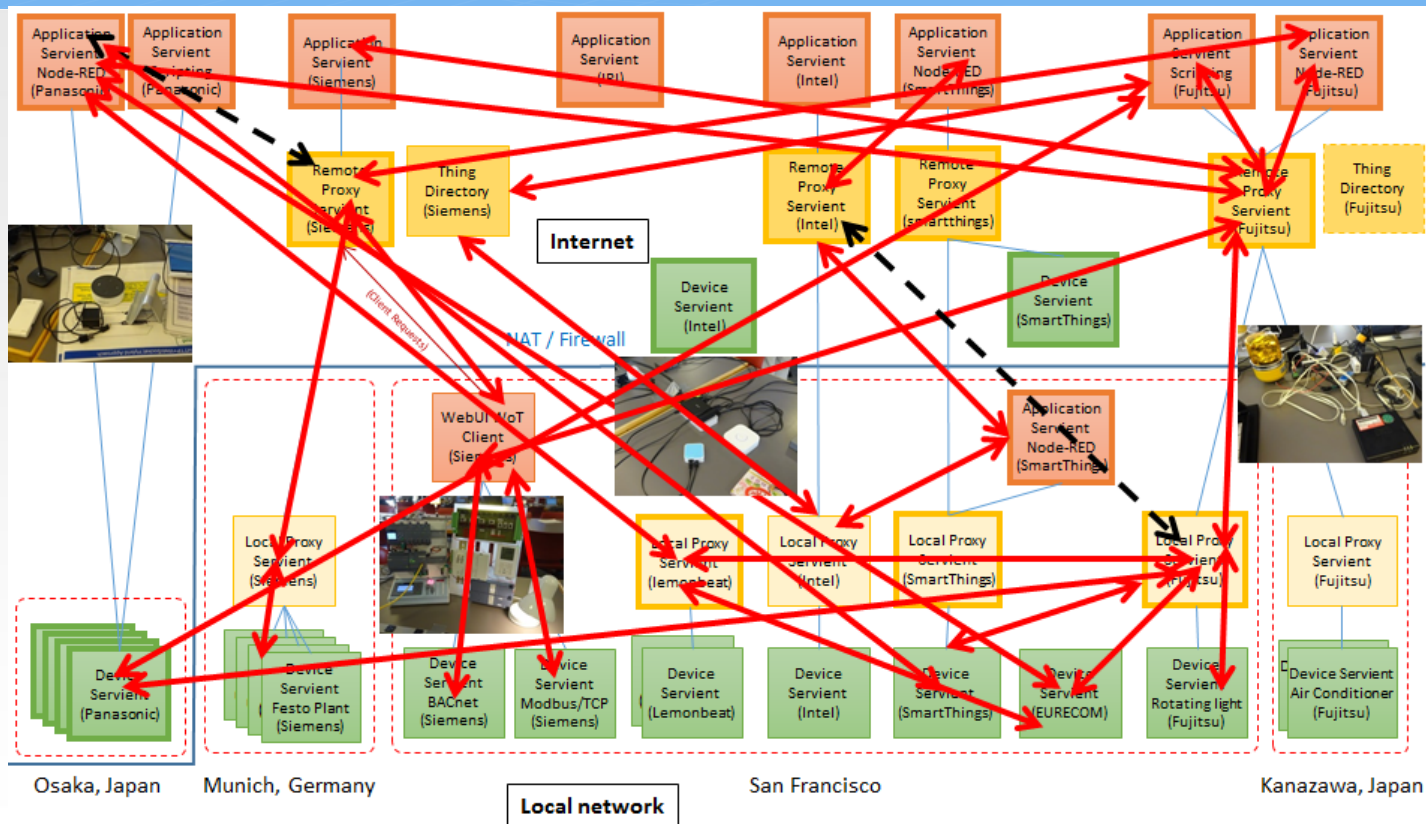 Application
Servient
Node-RED
(Panasonic)
Application
Servient
Scripting
(Panasonic)
Application
Servient
(Siemens)
Application
Servient
Application
Servient
(Intel)
Application
Servient
Node-RED
(SmartThings)
Application
Servient
Scripting
(Fujitsu)
Application
Servient
Node-RED
(Fujitsu)
Remote
Proxy
Servient
(Siemens)
Thing
Directory
(Siemens)
Remote
Proxy
Servient
(Intel)
Remote
Proxy
Servient
(smartthings)
Remote
Proxy
Servient
(Fujitsu)
Thing
Directory
(Fujitsu)
Internet
Device
Servient
(Intel)
Device
Servient
(SmartThings)
(Client Requests)
NAT / Firewall
WebUI WoT
Client
(Siemens)
Application
Servient
Node-RED
(SmartThings)
Local Proxy
Servient
(Siemens)
Local Proxy
Servient
(lemonbeat)
Local Proxy
Servient
(Intel)
Local Proxy
Servient
(SmartThings)
Local Proxy
Servient
(Fujitsu)
Local Proxy
Servient
(Fujitsu)
Device
Servient
(Panasonic)
Device
Servient
Festo Plant
(Siemens)
Device
Servient
BACnet
(Siemens)
Device
Servient
Modbus/TCP
(Siemens)
Device
Servient
(Lemonbeat)
Device
Servient
(Intel)
Device
Servient
(SmartThings)
Device
Servient
(EURECOM)
Device
Servient
Rotating light
(Fujitsu)
Device Servient
Air Conditioner
(Fujitsu)
Osaka, Japan
Munich, Germany
San Francisco
Kanazawa, Japan
Local network